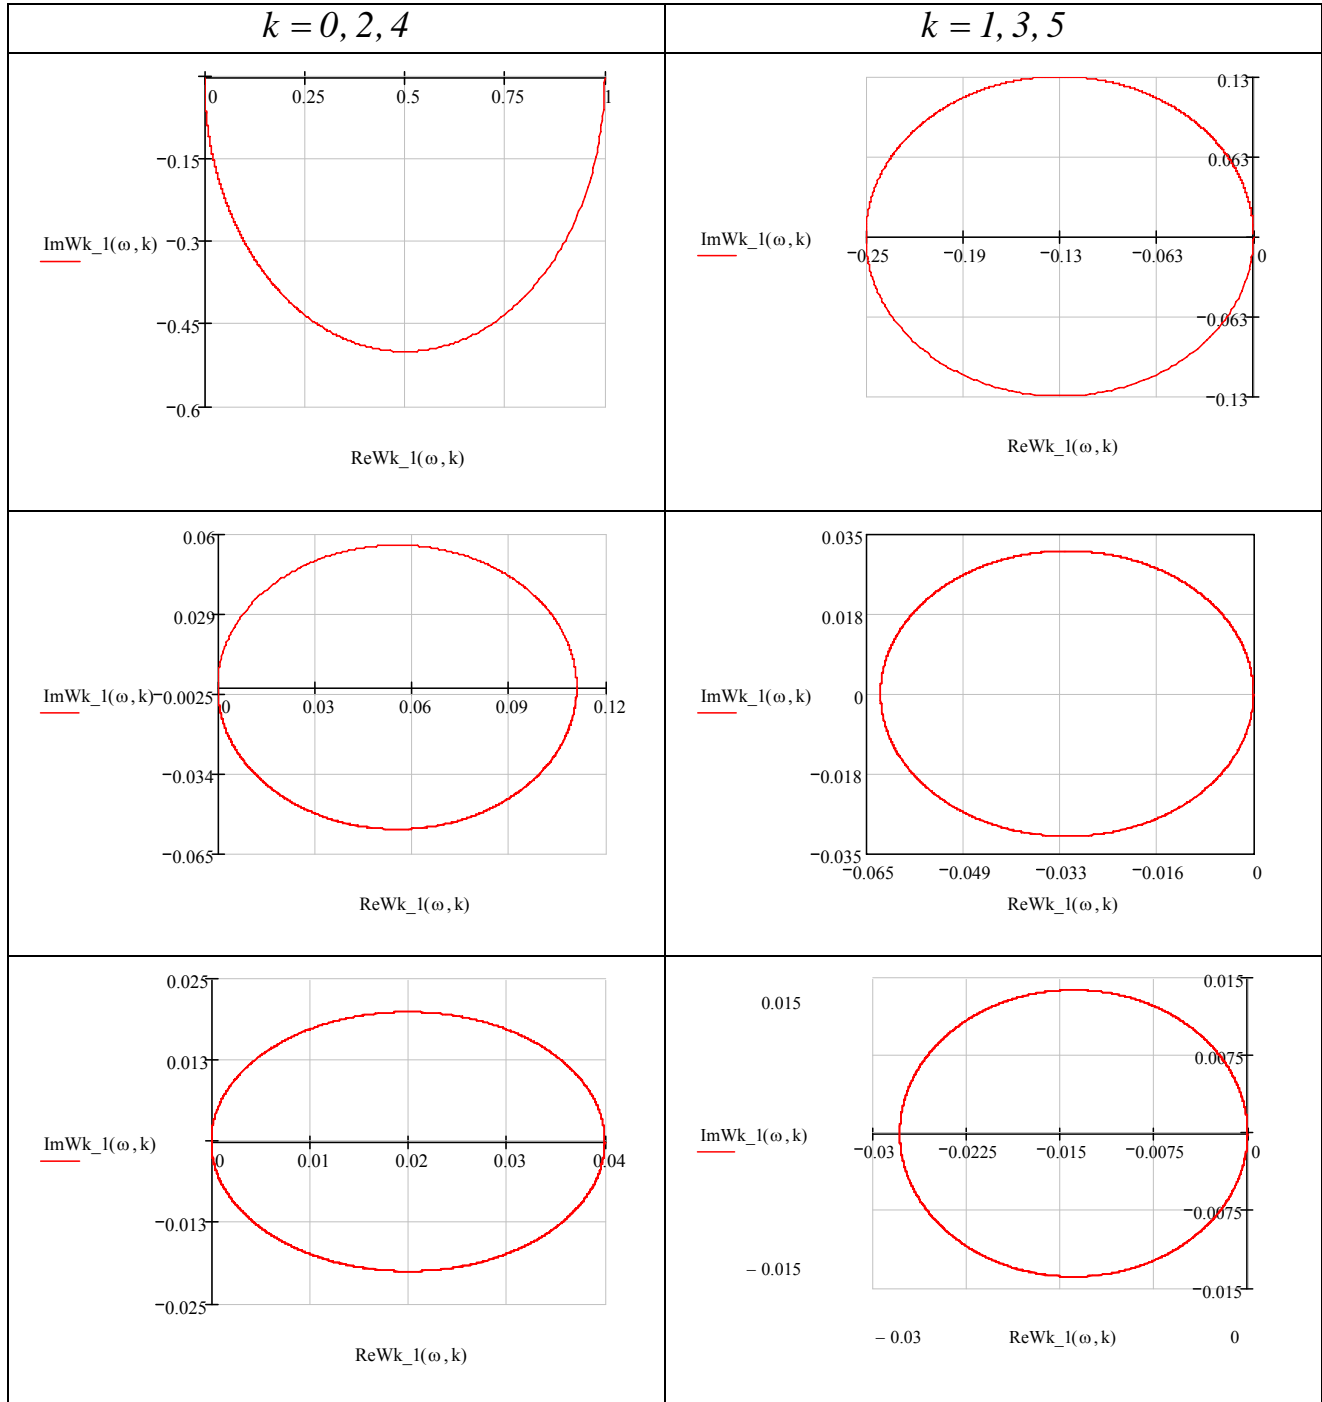 k = 0, 2, 4
k = 1, 3, 5
0 0.25 0.5 0.75 1
−0.15
−0.3
−0.45
−0.6
ImWk_1(ω,k)
ReWk_1(ω,k)
0.13
0.063
−0.25 −0.19 −0.13 −0.063 0
−0.063
−0.13
ImWk_1(ω,k)
ReWk_1(ω,k)
0.06
0.029
−0.0025
0 0.03 0.06 0.09 0.12
−0.034
−0.065
ImWk_1(ω,k)
ReWk_1(ω,k)
0.035
0.018
0
−0.018
−0.035
−0.065 −0.049 −0.033 −0.016 0
ImWk_1(ω,k)
ReWk_1(ω,k)
0.025
0.013
0 0.01 0.02 0.03 0.04
−0.013
−0.025
ImWk_1(ω,k)
ReWk_1(ω,k)
0.015
0.015
0.0075
−0.03 −0.0225 −0.015 −0.0075 0
−0.0075
− 0.015
−0.015
ImWk_1(ω,k)
− 0.03 ReWk_1(ω,k) 0